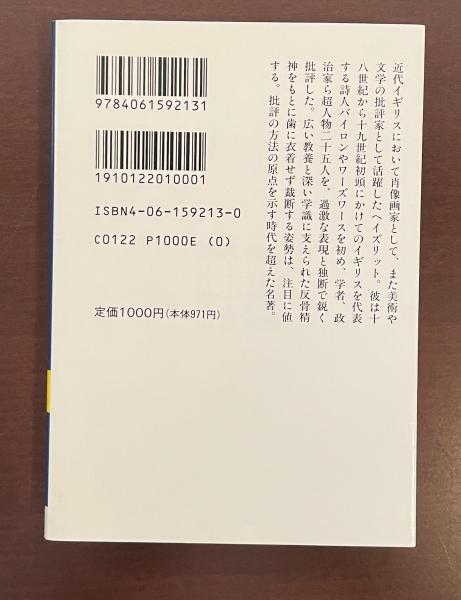 9784061592131
1910122010001
ISBN4-06-159213-0
C0122 P1000E (0)
定価1000円(本体971円)
近代イギリスにおいて肖像画家として、また美術や
文学の批評家として活躍したヘイズリット。彼は十
八世紀から十九世紀初頭にかけてのイギリスを代表
する詩人バイロンやワーズワースを初め、学者、政
治家ら超人物二十五人を、過激な表現と独断で鋭く
批評した。広い教養と深い学識に支えられた反骨精
神をもとに歯に衣着せず裁断する姿勢は、注目に値
する。批評の方法の原点を示す時代を超えた名著。